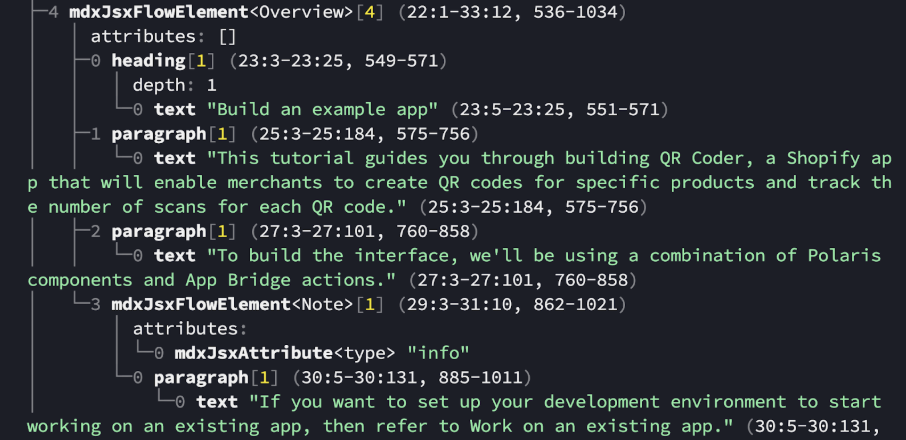 ├─4 mdxJsxFlowElement<Overview>[4] (22:1-33:12, 536-1034)
│ │   attributes: []
│ ├─0 heading[1] (23:3-23:25, 549-571)
│ │   │ depth: 1
│ │   └─0 text "Build an example app" (23:5-23:25, 551-571)
│ ├─1 paragraph[1] (25:3-25:184, 575-756)
│ │   └─0 text "This tutorial guides you through building QR Coder, a Shopify ap
p that will enable merchants to create QR codes for specific products and track th
e number of scans for each QR code." (25:3-25:184, 575-756)
│ ├─2 paragraph[1] (27:3-27:101, 760-858)
│ │   └─0 text "To build the interface, we'll be using a combination of Polaris
components and App Bridge actions." (27:3-27:101, 760-858)
│ └─3 mdxJsxFlowElement<Note>[1] (29:3-31:10, 862-1021)
│     │ attributes:
│     │ └─0 mdxJsxAttribute<type> "info"
│     └─0 paragraph[1] (30:5-30:131, 885-1011)
│         └─0 text "If you want to set up your development environment to start
working on an existing app, then refer to Work on an existing app." (30:5-30:131,